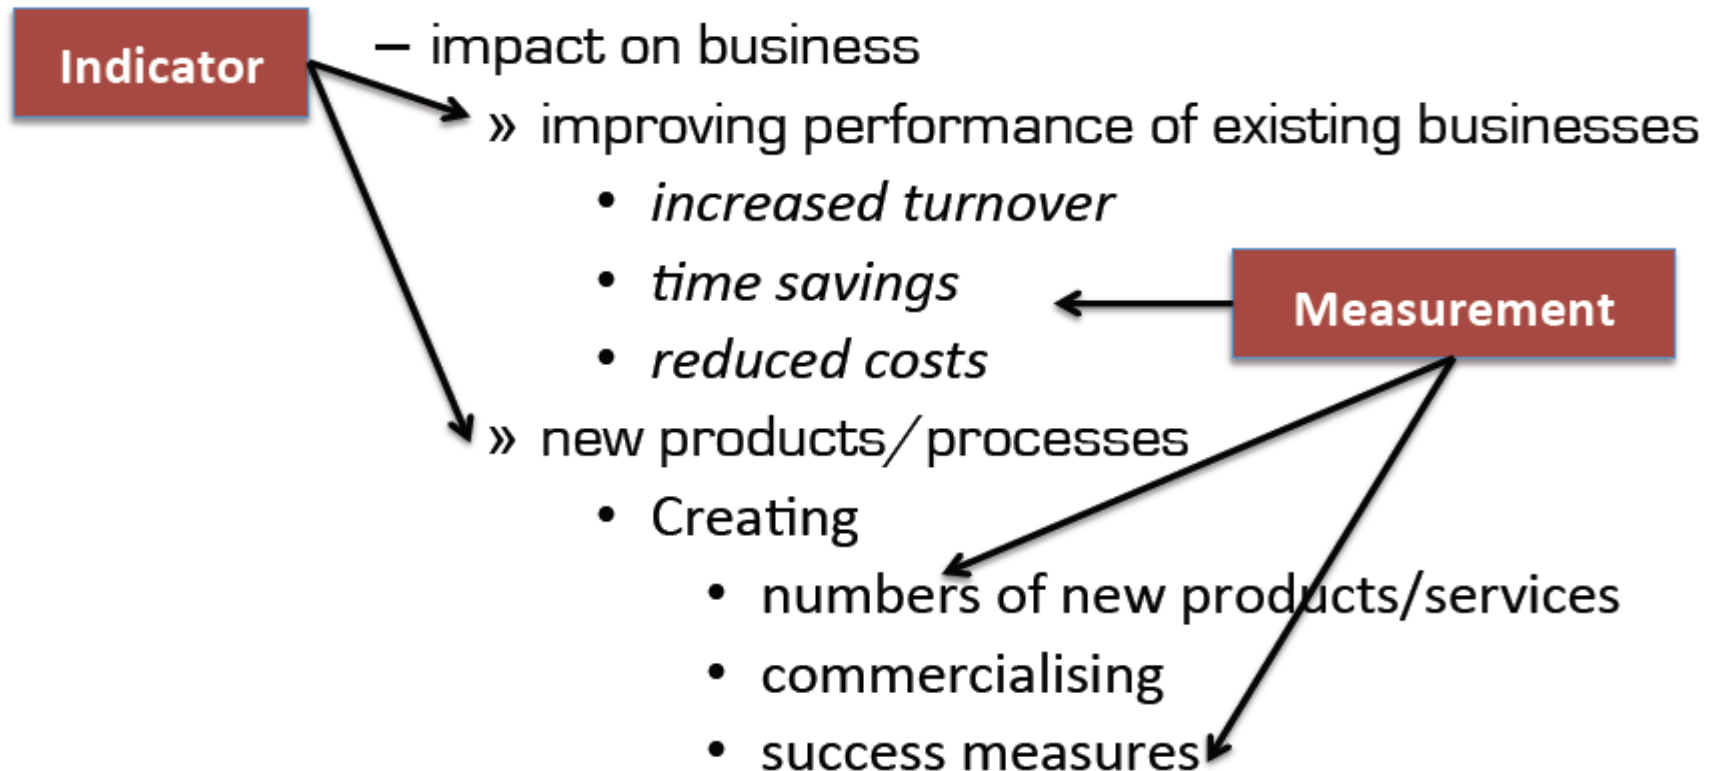 Indicator
– impact on business
» improving performance of existing businesses
• increased turnover
• time savings
Measurement
• reduced costs
» new products/processes
• Creating
• numbers of new products/services
• commercialising
• success measures